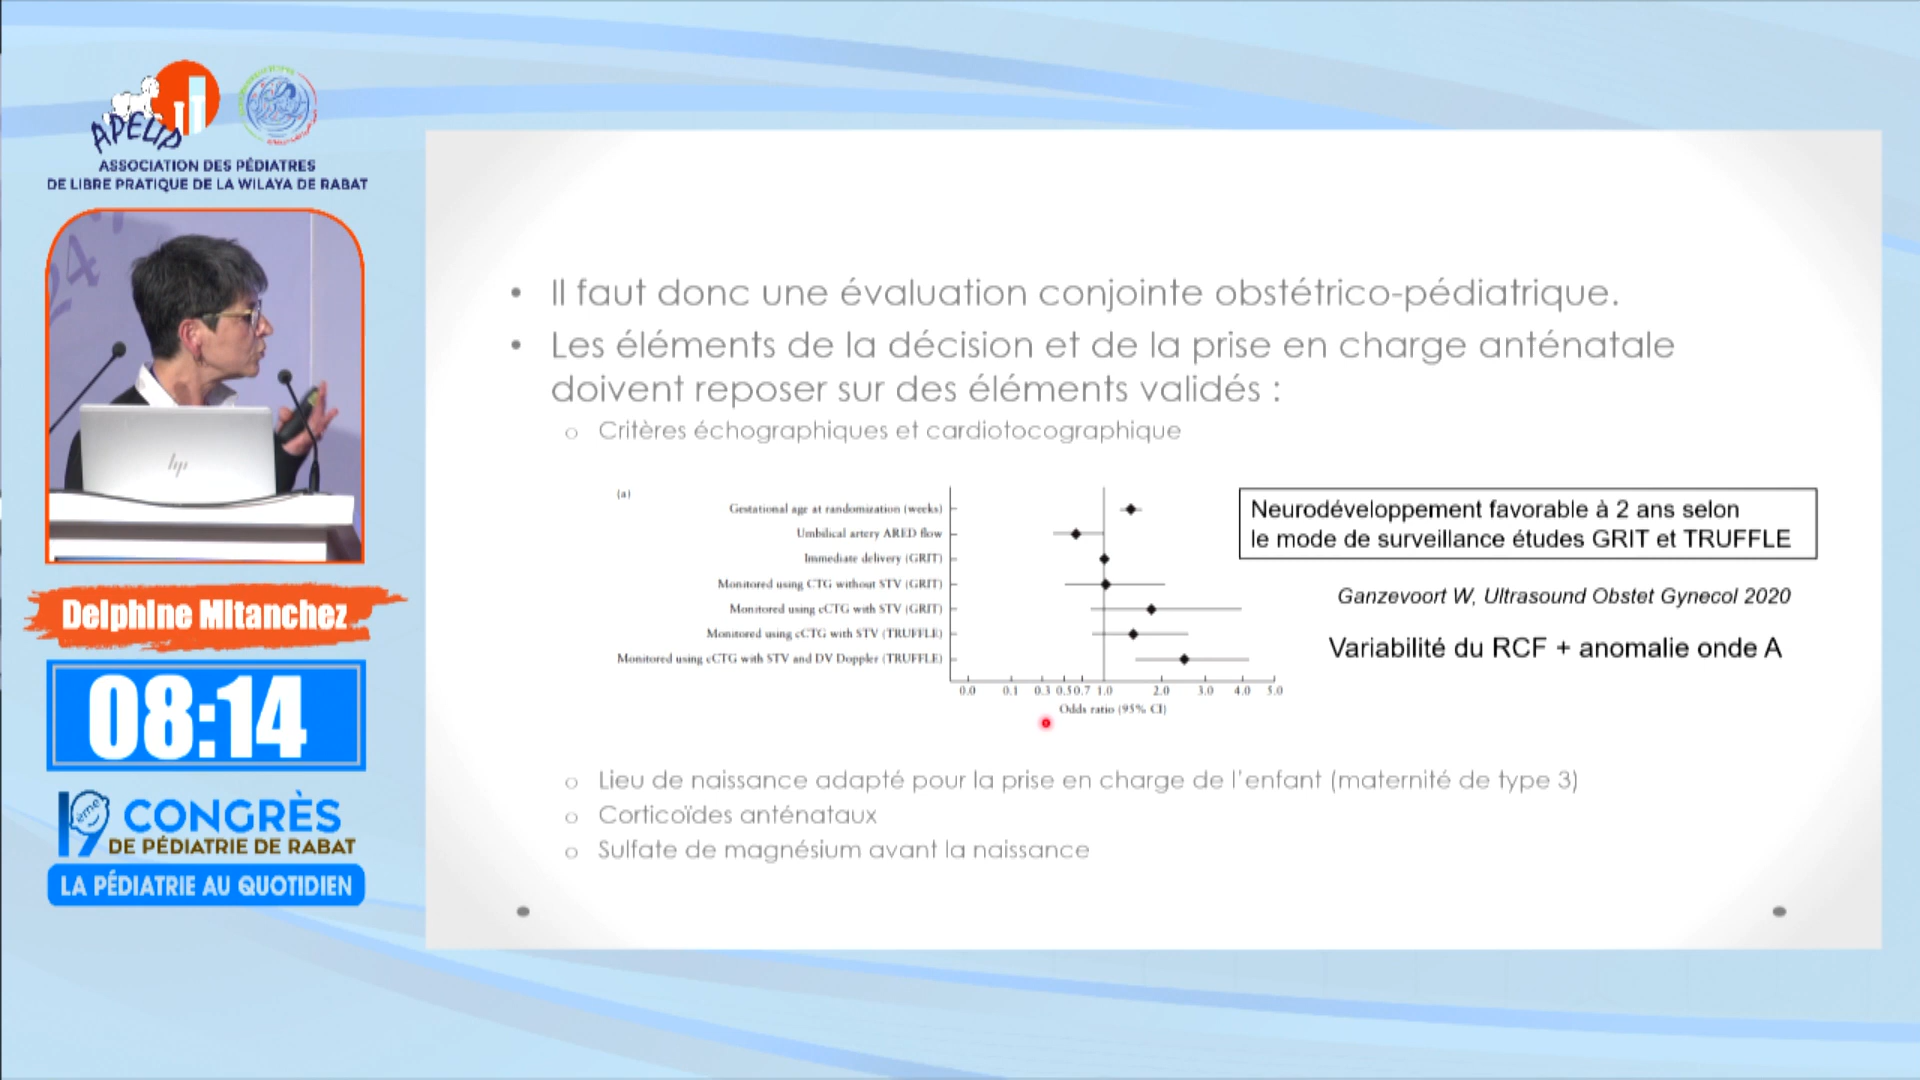 APELIP
ASSOCIATION DES PÉDIATRES
DE LIBRE PRATIQUE DE LA WILAYA DE RABAT
24
hp
Delphine Mitanchez
08:14
19ème CONGRÈS
DE PÉDIATRIE DE RABAT
LA PÉDIATRIE AU QUOTIDIEN
• Il faut donc une évaluation conjointe obstétrico-pédiatrique.
• Les éléments de la décision et de la prise en charge anténatale
doivent reposer sur des éléments validés :
o Critères échographiques et cardiotocographique
(a)
Gestational age at randomization (weeks)
Umbilical artery ARED flow
Immediate delivery (GRIT)
Monitored using CTG without STV (GRIT)
Monitored using cCTG with STV (GRIT)
Monitored using cCTG with STV (TRUFFLE)
Monitored using cCTG with STV and DV Doppler (TRUFFLE)
0.0 0.1 0.3 0.5 0.7 1.0 2.0 3.0 4.0 5.0
Odds ratio (95% CI)
Neurodéveloppement favorable à 2 ans selon
le mode de surveillance études GRIT et TRUFFLE
Ganzevoort W, Ultrasound Obstet Gynecol 2020
Variabilité du RCF + anomalie onde A
o Lieu de naissance adapté pour la prise en charge de l'enfant (maternité de type 3)
o Corticoïdes anténataux
o Sulfate de magnésium avant la naissance